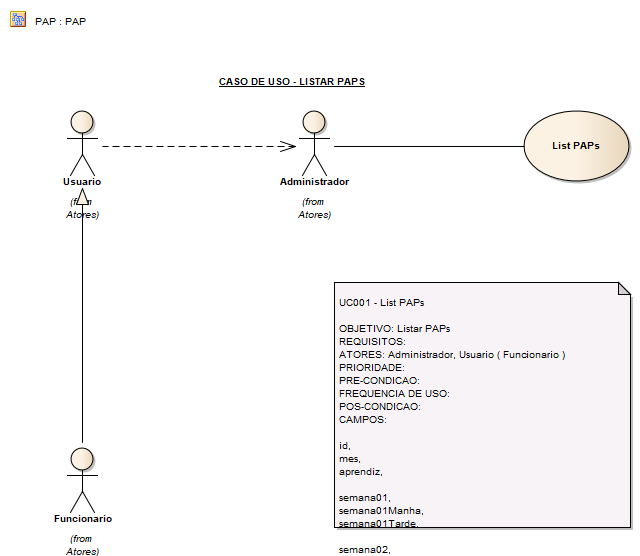 PAP : PAP
CASO DE USO - LISTAR PAPS
Usuario
(from
Atores)
Administrador
(from
Atores)
List PAPs
UC001 - List PAPs
OBJETIVO: Listar PAPs
REQUISITOS:
ATORES: Administrador, Usuario ( Funcionario )
PRIORIDADE:
PRE-CONDICAO:
FREQUENCIA DE USO:
POS-CONDICAO:
CAMPOS:
id,
mes,
aprendiz,
semana01,
semana01Manha,
semana01Tarde,
semana02,
Funcionario
(from
Atores)